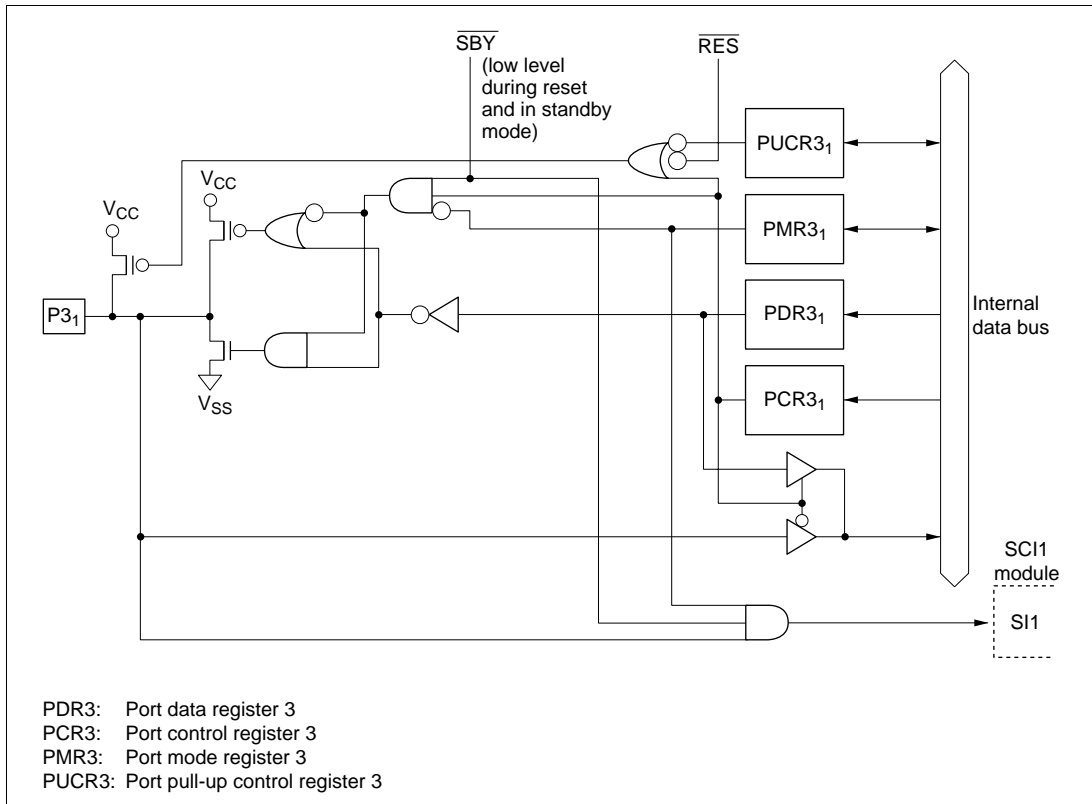 SBY
(low level
during reset
and in standby
mode)
RES
PUCR3₁
VCC
VCC
PMR3₁
P3₁
PDR3₁
Internal
data bus
VSS
PCR3₁
SCI1
module
SI1
PDR3: Port data register 3
PCR3: Port control register 3
PMR3: Port mode register 3
PUCR3: Port pull-up control register 3